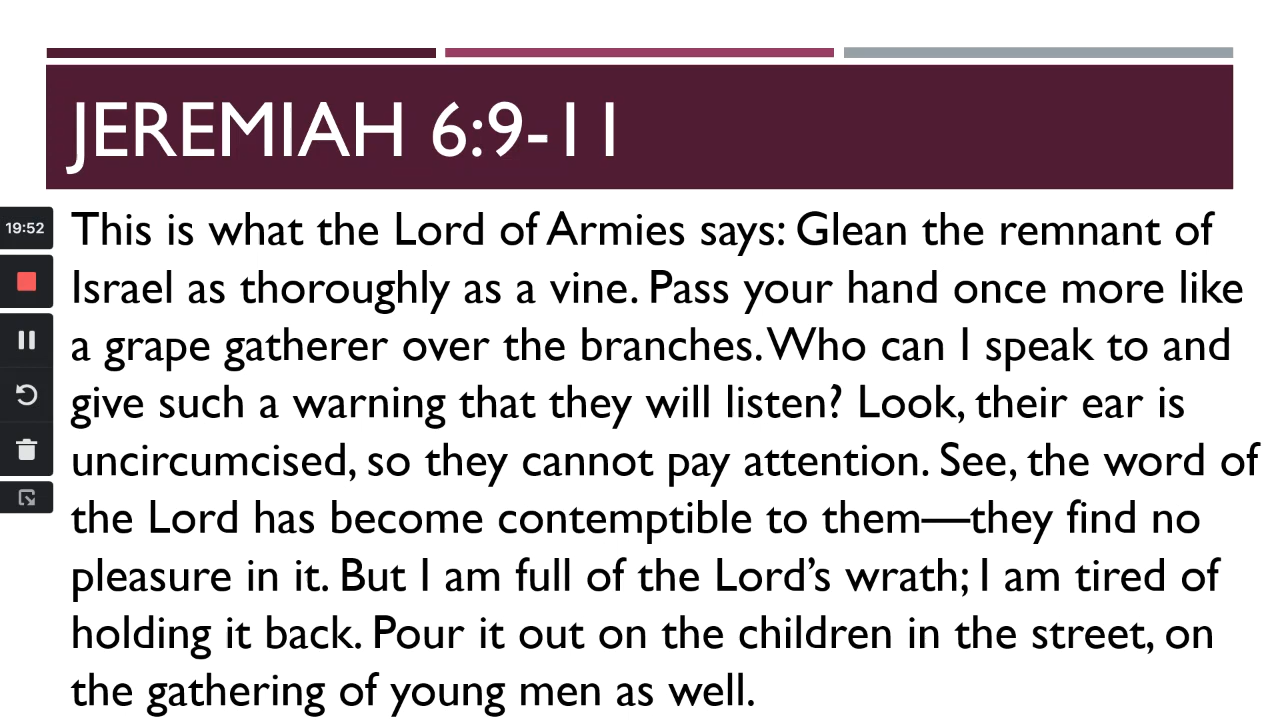 JEREMIAH 6:9-11
19:52
This is what the Lord of Armies says: Glean the remnant of
Israel as thoroughly as a vine. Pass your hand once more like
a grape gatherer over the branches. Who can I speak to and
give such a warning that they will listen? Look, their ear is
uncircumcised, so they cannot pay attention. See, the word of
the Lord has become contemptible to them—they find no
pleasure in it. But I am full of the Lord’s wrath; I am tired of
holding it back. Pour it out on the children in the street, on
the gathering of young men as well.